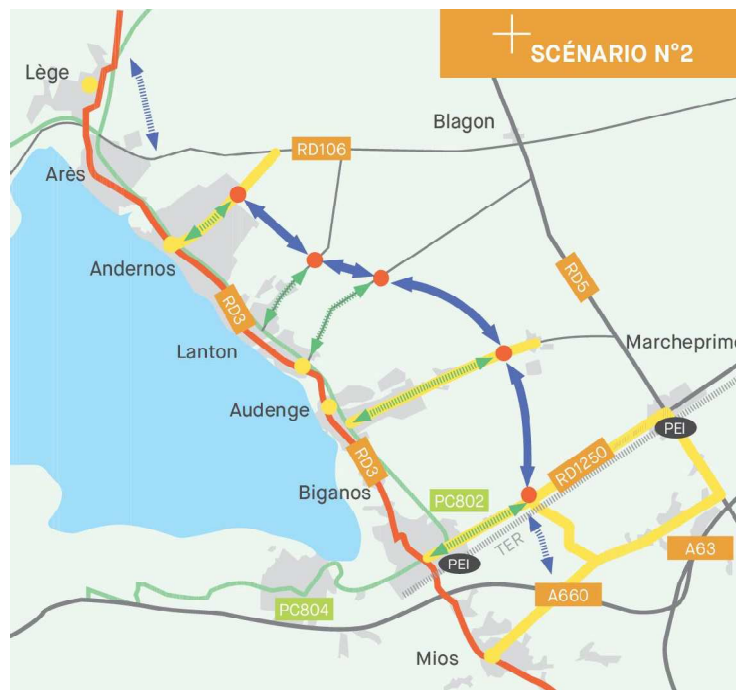 SCÉNARIO N°2
Lège
Blagon
RD106
Arès
Andernos
RD5
RD3
Lanton
Marcheprime
Audenge
PEI
RD3
RD1250
Biganos
PC802
TER
A63
PEI
A660
PC804
Mios